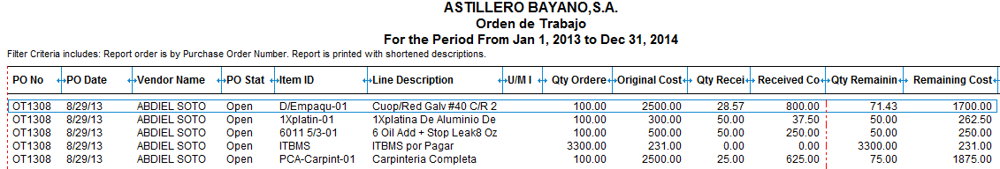 ASTILLERO BAYANO,S.A.
Orden de Trabajo
For the Period From Jan 1, 2013 to Dec 31, 2014
Filter Criteria includes: Report order is by Purchase Order Number. Report is printed with shortened descriptions.
PO No PO Date Vendor Name PO Stat Item ID Line Description U/M I Qty Ordere Original Cost Qty Recei Received Co Qty Remainin Remaining Cost
OT1308 8/29/13 ABDIEL SOTO Open D/Empaqu-01 Cuop/Red Galv #40 C/R 2 100.00 2500.00 28.57 800.00 71.43 1700.00
OT1308 8/29/13 ABDIEL SOTO Open 1Xplatin-01 1Xplatina De Aluminio De 100.00 300.00 50.00 37.50 50.00 262.50
OT1308 8/29/13 ABDIEL SOTO Open 6011 5/3-01 6 Oil Add + Stop Leak8 Oz 100.00 500.00 50.00 250.00 50.00 250.00
OT1308 8/29/13 ABDIEL SOTO Open ITBMS ITBMS por Pagar 3300.00 231.00 0.00 0.00 3300.00 231.00
OT1308 8/29/13 ABDIEL SOTO Open PCA-Carpint-01 Carpinteria Completa 100.00 2500.00 25.00 625.00 75.00 1875.00